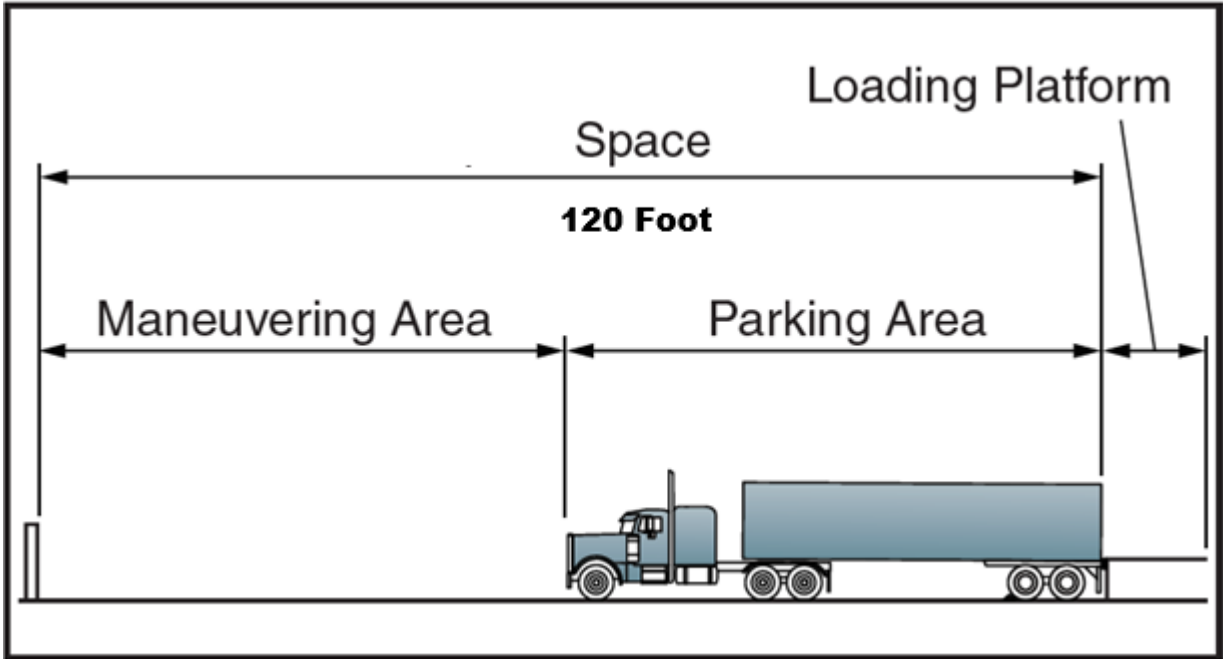 Loading Platform
Space
120 Foot
Maneuvering Area
Parking Area